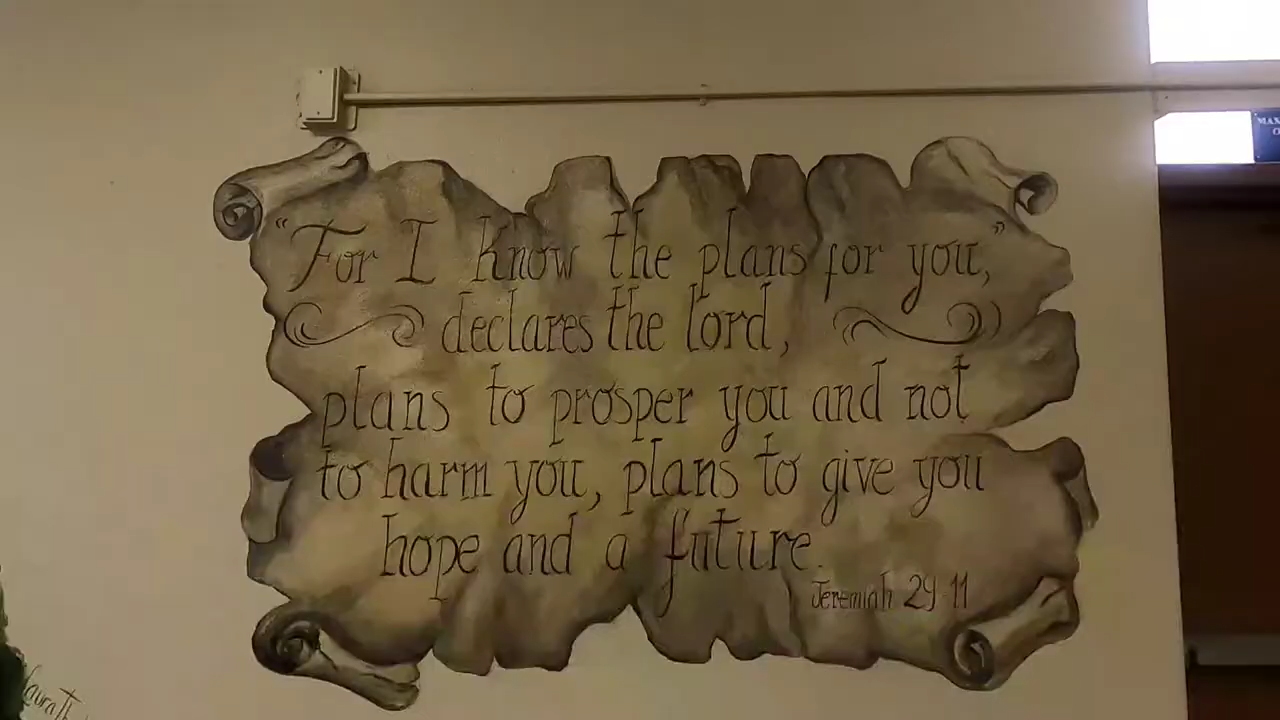 "For I know the plans for you,"
declares the lord,
plans to prosper you and not
to harm you, plans to give you
hope and a future.
Jeremiah 29 11
MAX